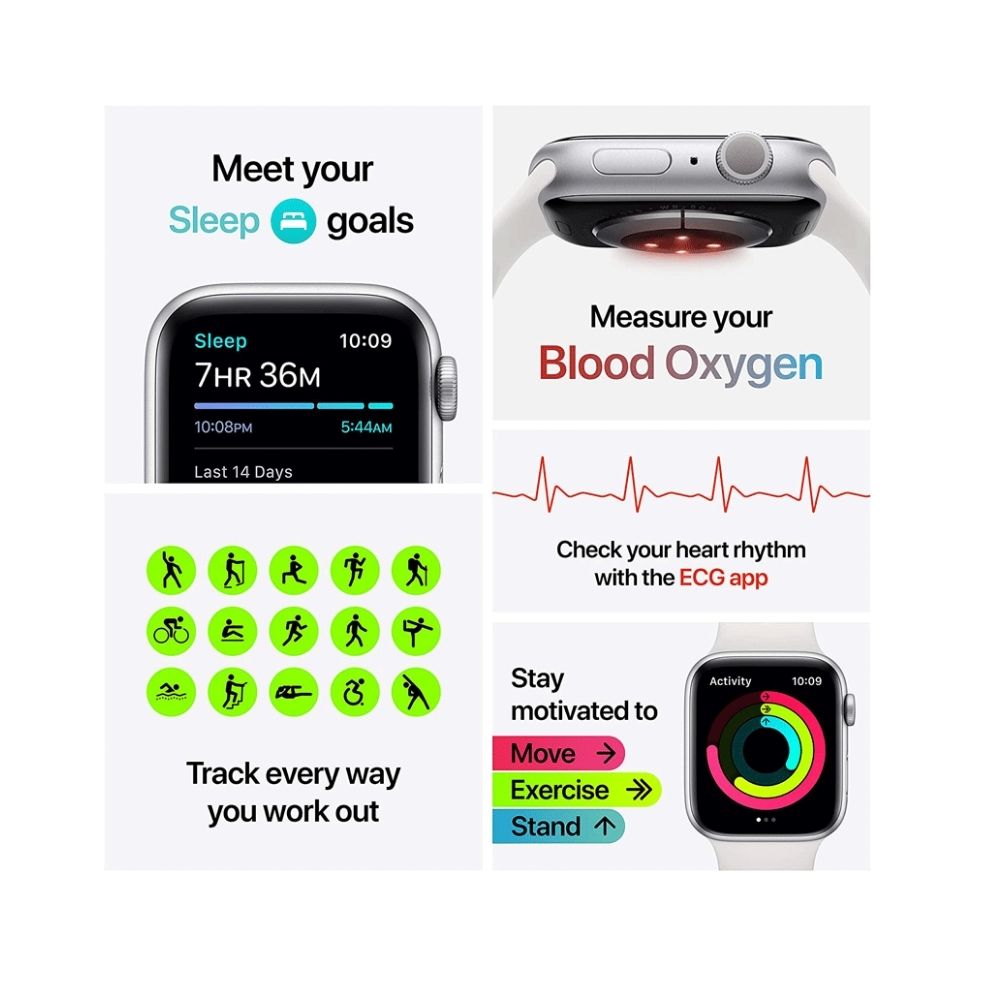 Meet your
Sleep goals
Sleep 10:09
7HR 36M
10:08PM 5:44AM
Last 14 Days
Measure your
Blood Oxygen
Check your heart rhythm
with the ECG app
Track every way
you work out
Stay
motivated to
Move
Exercise
Stand
Activity 10:09